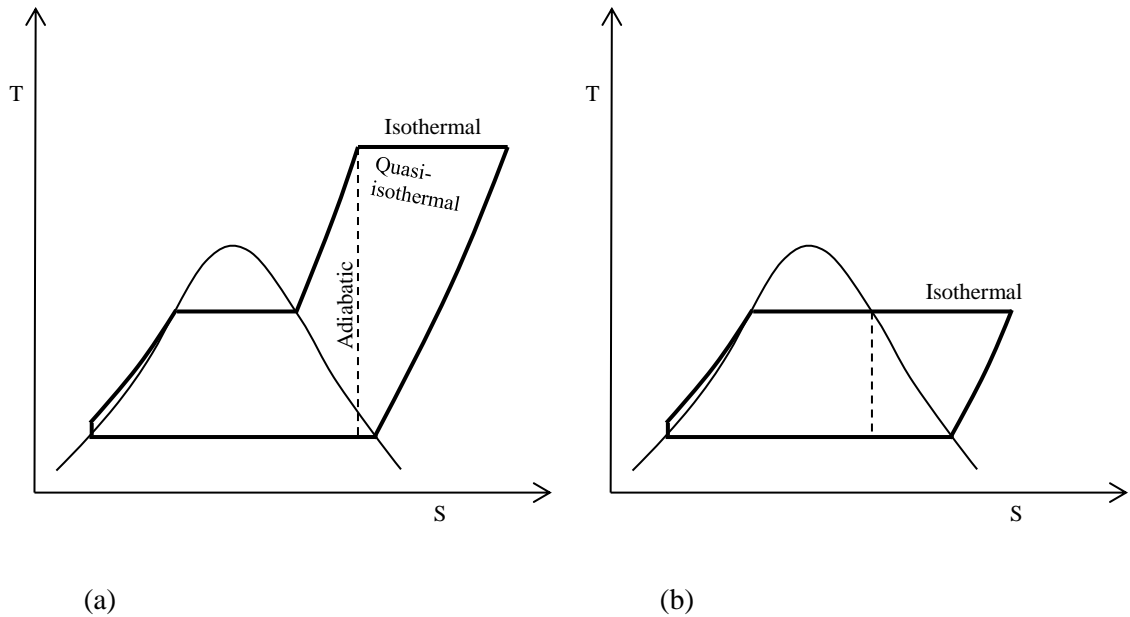 T
Isothermal
Quasi-
isothermal
Adiabatic
S
(a)
T
Isothermal
S
(b)